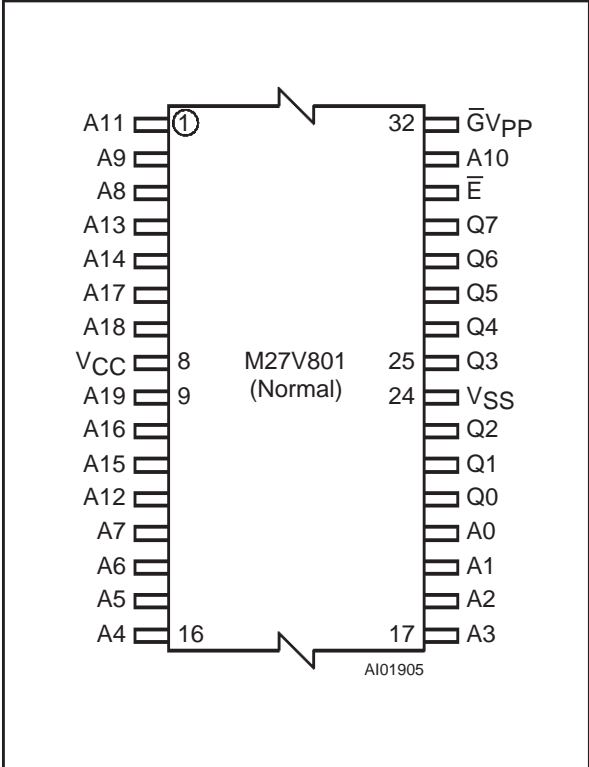 A11 1 32 G̅VPP
A9 A10
A8 E̅
A13 Q7
A14 Q6
A17 Q5
A18 Q4
VCC 8 M27V801 25 Q3
A19 9 (Normal) 24 VSS
A16 Q2
A15 Q1
A12 Q0
A7 A0
A6 A1
A5 A2
A4 16 17 A3
AI01905